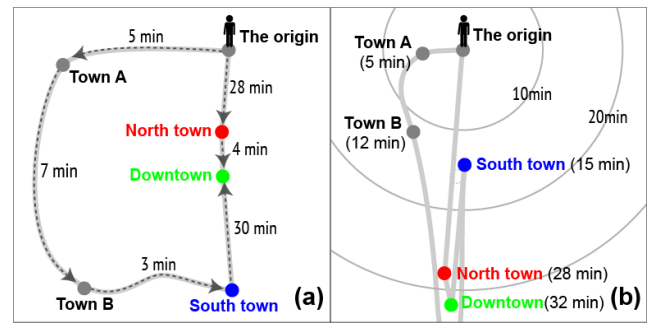 5 min
The origin
Town A
28 min
North town
4 min
Downtown
7 min
30 min
3 min
Town B
South town
(a)
The origin
Town A
(5 min)
10min
20min
Town B
(12 min)
South town (15 min)
North town (28 min)
Downtown(32 min)
(b)